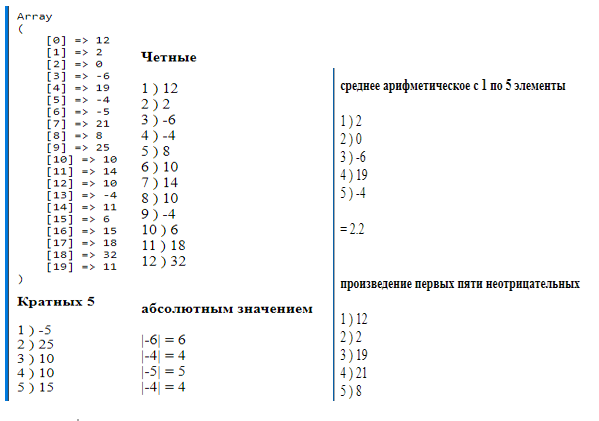 Array
(
[0] => 12
[1] => 2
[2] => 0
[3] => -6
[4] => 19
[5] => -4
[6] => -5
[7] => 21
[8] => 8
[9] => 25
[10] => 10
[11] => 14
[12] => 10
[13] => -4
[14] => 11
[15] => 6
[16] => 15
[17] => 18
[18] => 32
[19] => 11
)
Кратных 5
1 ) -5
2 ) 25
3 ) 10
4 ) 10
5 ) 15
Четные
1 ) 12
2 ) 2
3 ) -6
4 ) -4
5 ) 8
6 ) 10
7 ) 14
8 ) 10
9 ) -4
10 ) 6
11 ) 18
12 ) 32
абсолютным значением
|-6| = 6
|-4| = 4
|-5| = 5
|-4| = 4
среднее арифметическое с 1 по 5 элементы
1 ) 2
2 ) 0
3 ) -6
4 ) 19
5 ) -4
= 2.2
произведение первых пяти неотрицательных
1 ) 12
2 ) 2
3 ) 19
4 ) 21
5 ) 8